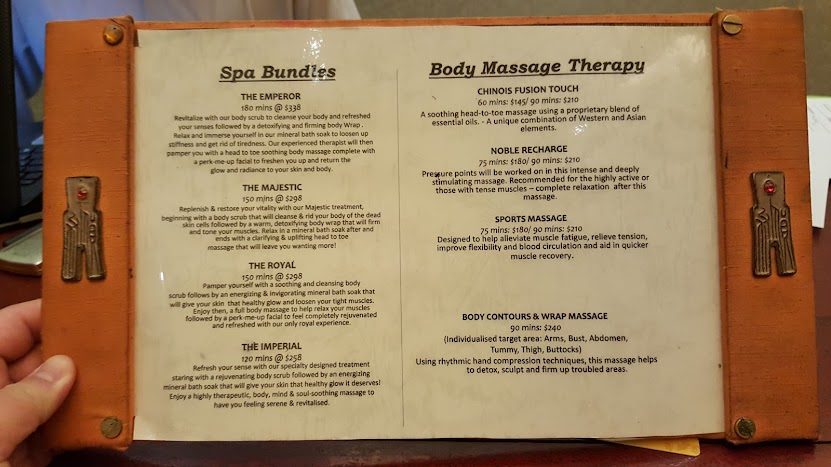 Spa Bundles
THE EMPEROR
180 mins @ $338
Revitalize with our body scrub to cleanse your body and refreshed
your senses followed by a detoxifying and firming body Wrap .
Relax and immerse yourself in our mineral bath soak to loosen up
stiffness and get rid of tiredness. Our experienced therapist will then
pamper you with a head to toe soothing body massage complete with
a perk-me-up facial to freshen you up and return the
glow and radiance to your skin and body.
THE MAJESTIC
150 mins @ $298
Replenish & restore your vitality with our Majestic treatment,
beginning with a body scrub that will cleanse & rid your body of the dead
skin cells followed by a warm, detoxifying body wrap that will firm
and tone your muscles. Relax in a mineral bath soak after and
ends with a clarifying & uplifting head to toe
massage that will leave you wanting more!
THE ROYAL
150 mins @ $298
Pamper yourself with a soothing and cleansing body
scrub follows by an energizing & invigorating mineral bath soak that
will give your skin that healthy glow and loosen your tight muscles.
Enjoy then, a full body massage to help relax your muscles
followed by a perk-me-up facial to feel completely rejuvenated
and refreshed with our only royal experience.
THE IMPERIAL
120 mins @ $258
Refresh your sense with our specialty designed treatment
staring with a rejuvenating body scrub followed by an energizing
mineral bath soak that will give your skin that healthy glow it deserves!
Enjoy a highly therapeutic, body, mind & soul-soothing massage to
have you feeling serene & revitalised.
Body Massage Therapy
CHINOIS FUSION TOUCH
60 mins: $145/ 90 mins: $210
A soothing head-to-toe massage using a proprietary blend of
essential oils. - A unique combination of Western and Asian
elements.
NOBLE RECHARGE
75 mins: $180/ 90 mins: $210
Pressure points will be worked on in this intense and deeply
stimulating massage. Recommended for the highly active or
those with tense muscles – complete relaxation after this
massage.
SPORTS MASSAGE
75 mins: $180/ 90 mins: $210
Designed to help alleviate muscle fatigue, relieve tension,
improve flexibility and blood circulation and aid in quicker
muscle recovery.
BODY CONTOURS & WRAP MASSAGE
90 mins: $240
(Individualised target area: Arms, Bust, Abdomen,
Tummy, Thigh, Buttocks)
Using rhythmic hand compression techniques, this massage helps
to detox, sculpt and firm up troubled areas.